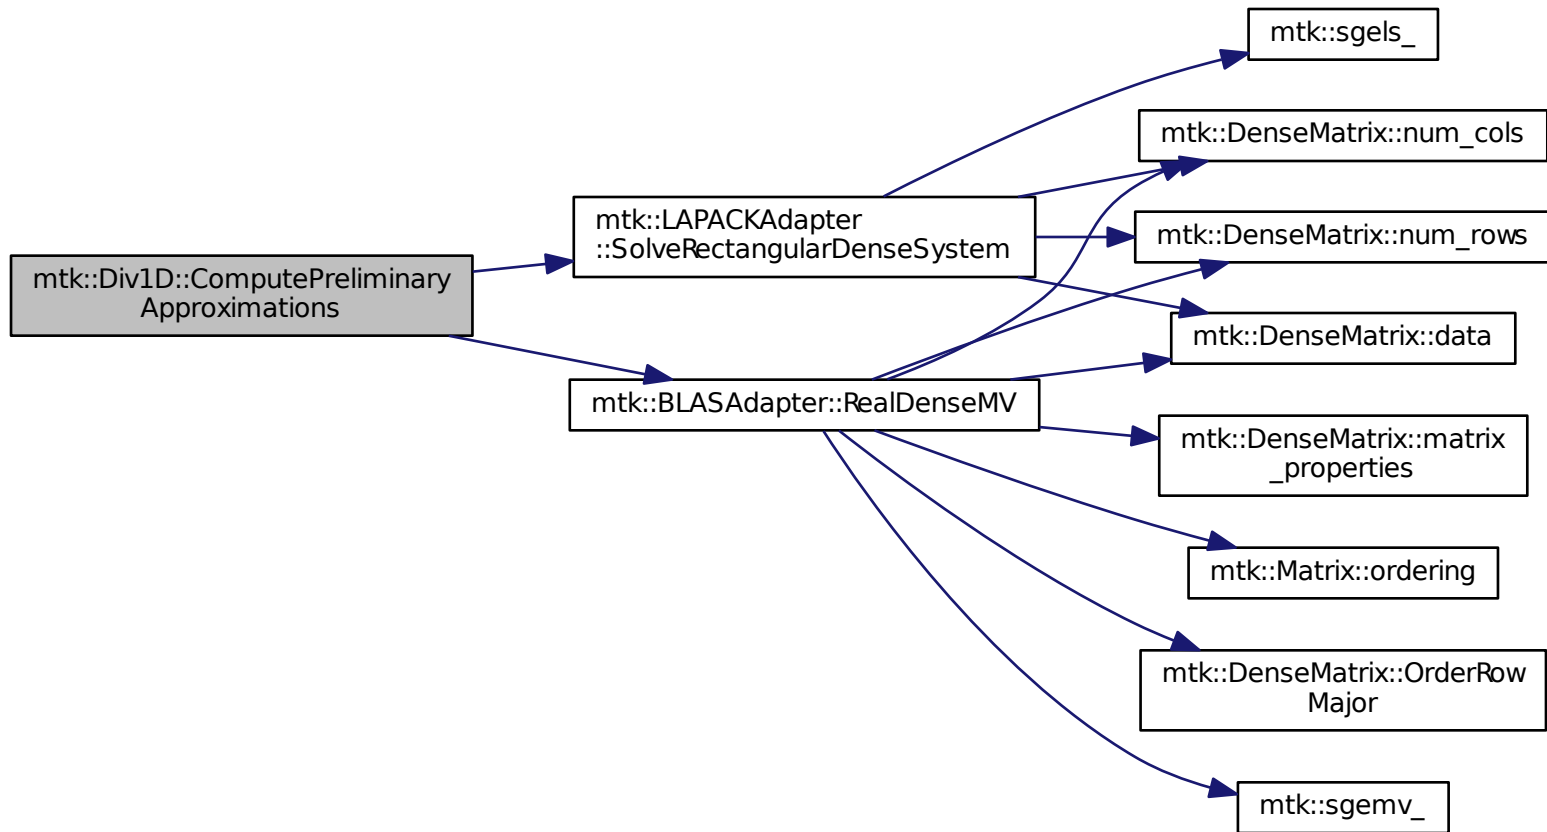 mtk::Div1D::ComputePreliminary
Approximations
mtk::LAPACKAdapter
::SolveRectangularDenseSystem
mtk::BLASAdapter::RealDenseMV
mtk::sgels_
mtk::DenseMatrix::num_cols
mtk::DenseMatrix::num_rows
mtk::DenseMatrix::data
mtk::DenseMatrix::matrix
_properties
mtk::Matrix::ordering
mtk::DenseMatrix::OrderRow
Major
mtk::sgemv_